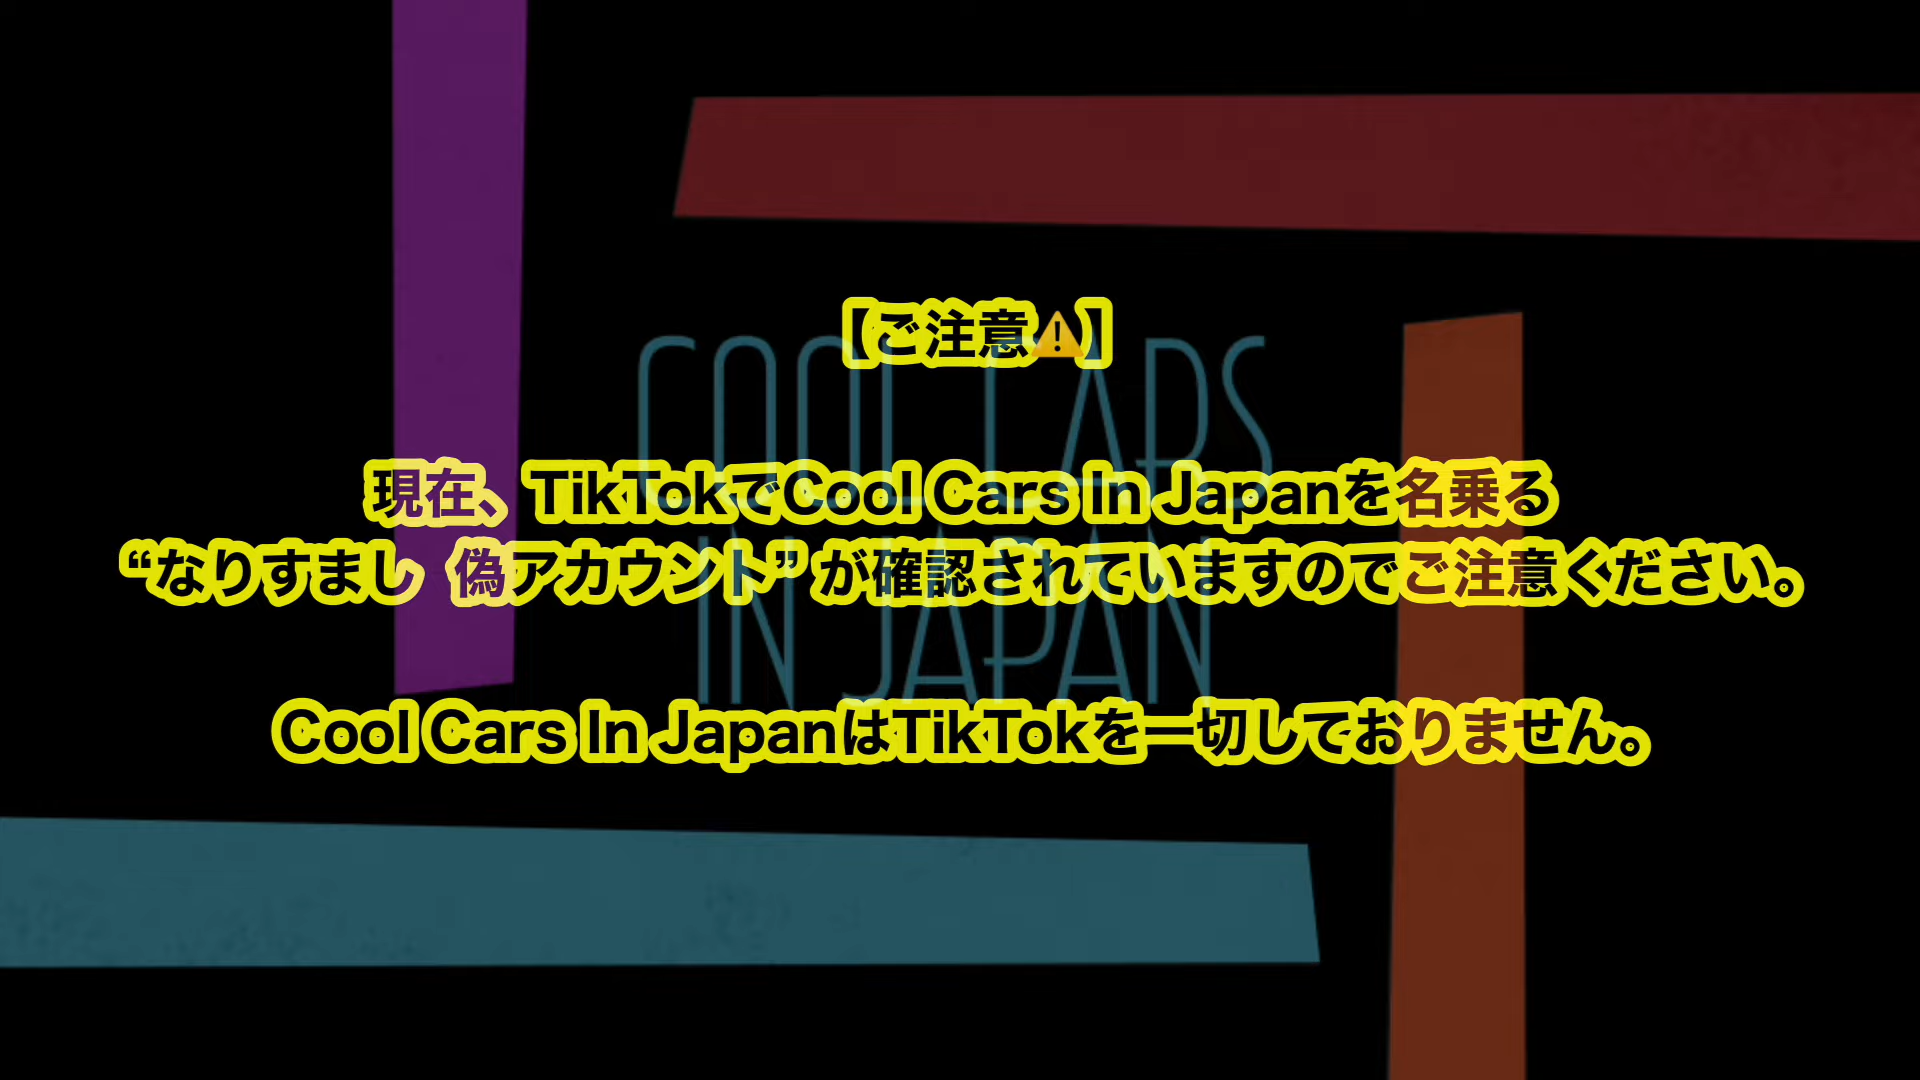 【ご注意⚠️】
COOL CARS
現在、TikTokでCool Cars in Japanを名乗る
“なりすまし 偽アカウント” が確認されていますのでご注意ください。
IN JAPAN
Cool Cars In JapanはTikTokを一切しておりません。